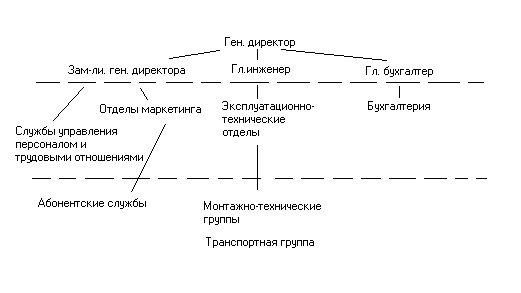 Ген. директор
Зам-ли. ген. директора
Гл.инженер
Гл. бухгалтер
Отделы маркетинга
Эксплуатационно-
технические
отделы
Бухгалтерия
Службы управления
персоналом и
трудовыми отношениями
Абонентские службы
Монтажно-технические
группы
Транспортная группа